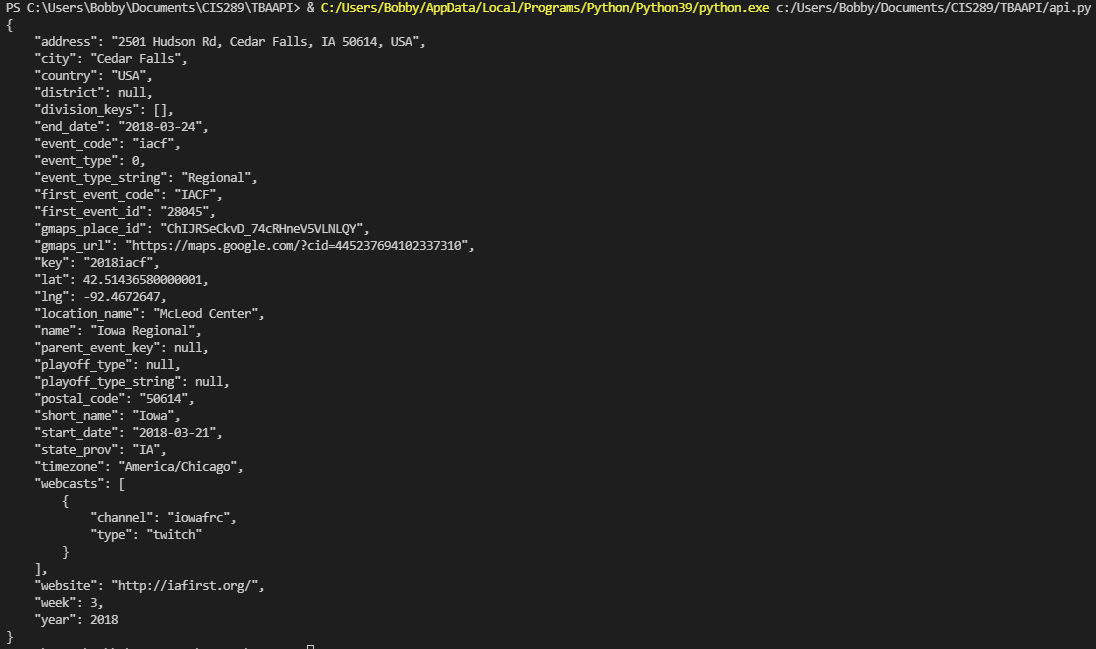 PS C:\Users\Bobby\Documents\CIS289\TBAAPI> & C:/Users/Bobby/AppData/Local/Programs/Python/Python39/python.exe c:/Users/Bobby/Documents/CIS289/TBAAPI/api.py
{
    "address": "2501 Hudson Rd, Cedar Falls, IA 50614, USA",
    "city": "Cedar Falls",
    "country": "USA",
    "district": null,
    "division_keys": [],
    "end_date": "2018-03-24",
    "event_code": "iacf",
    "event_type": 0,
    "event_type_string": "Regional",
    "first_event_code": "IACF",
    "first_event_id": "28045",
    "gmaps_place_id": "ChIJRSeCkvD_74cRHneV5VLNLQY",
    "gmaps_url": "https://maps.google.com/?cid=445237694102337310",
    "key": "2018iacf",
    "lat": 42.51436580000001,
    "lng": -92.4672647,
    "location_name": "McLeod Center",
    "name": "Iowa Regional",
    "parent_event_key": null,
    "playoff_type": null,
    "playoff_type_string": null,
    "postal_code": "50614",
    "short_name": "Iowa",
    "start_date": "2018-03-21",
    "state_prov": "IA",
    "timezone": "America/Chicago",
    "webcasts": [
        {
            "channel": "iowafrc",
            "type": "twitch"
        }
    ],
    "website": "http://iafirst.org/",
    "week": 3,
    "year": 2018
}